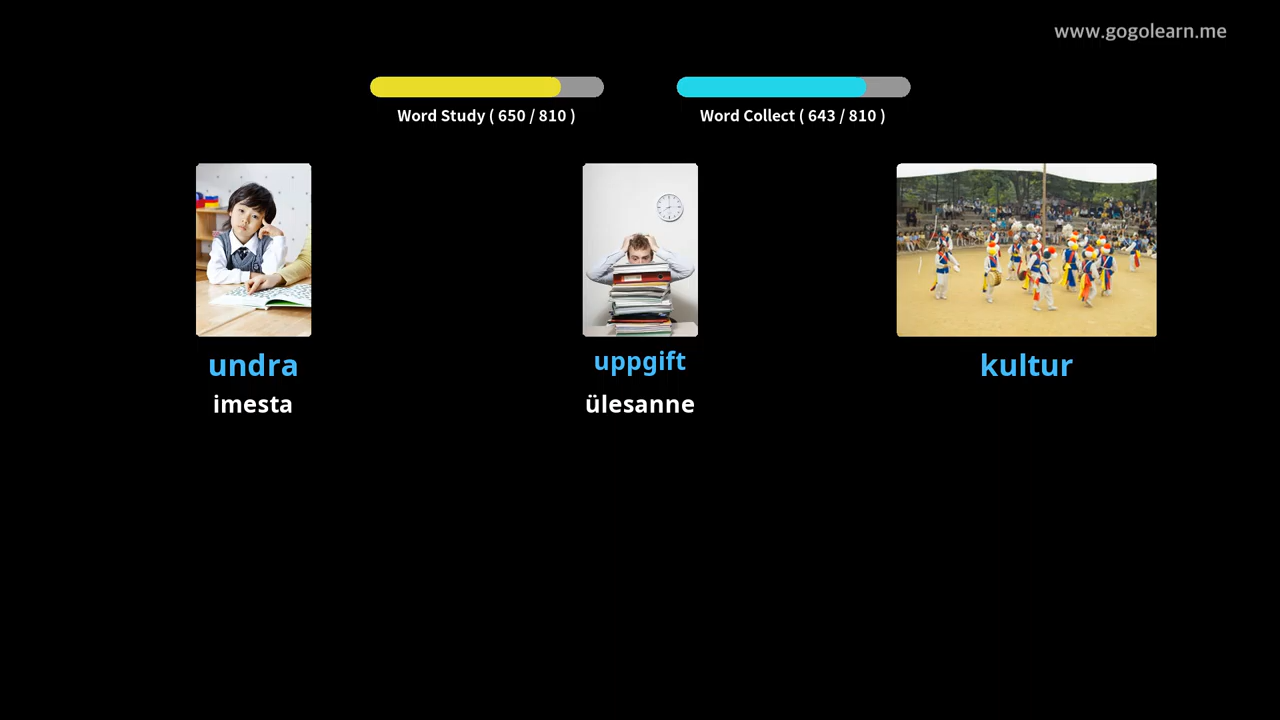 www.gogolearn.me
Word Study ( 650 / 810 )
Word Collect ( 643 / 810 )
undra
imesta
uppgift
ülesanne
kultur